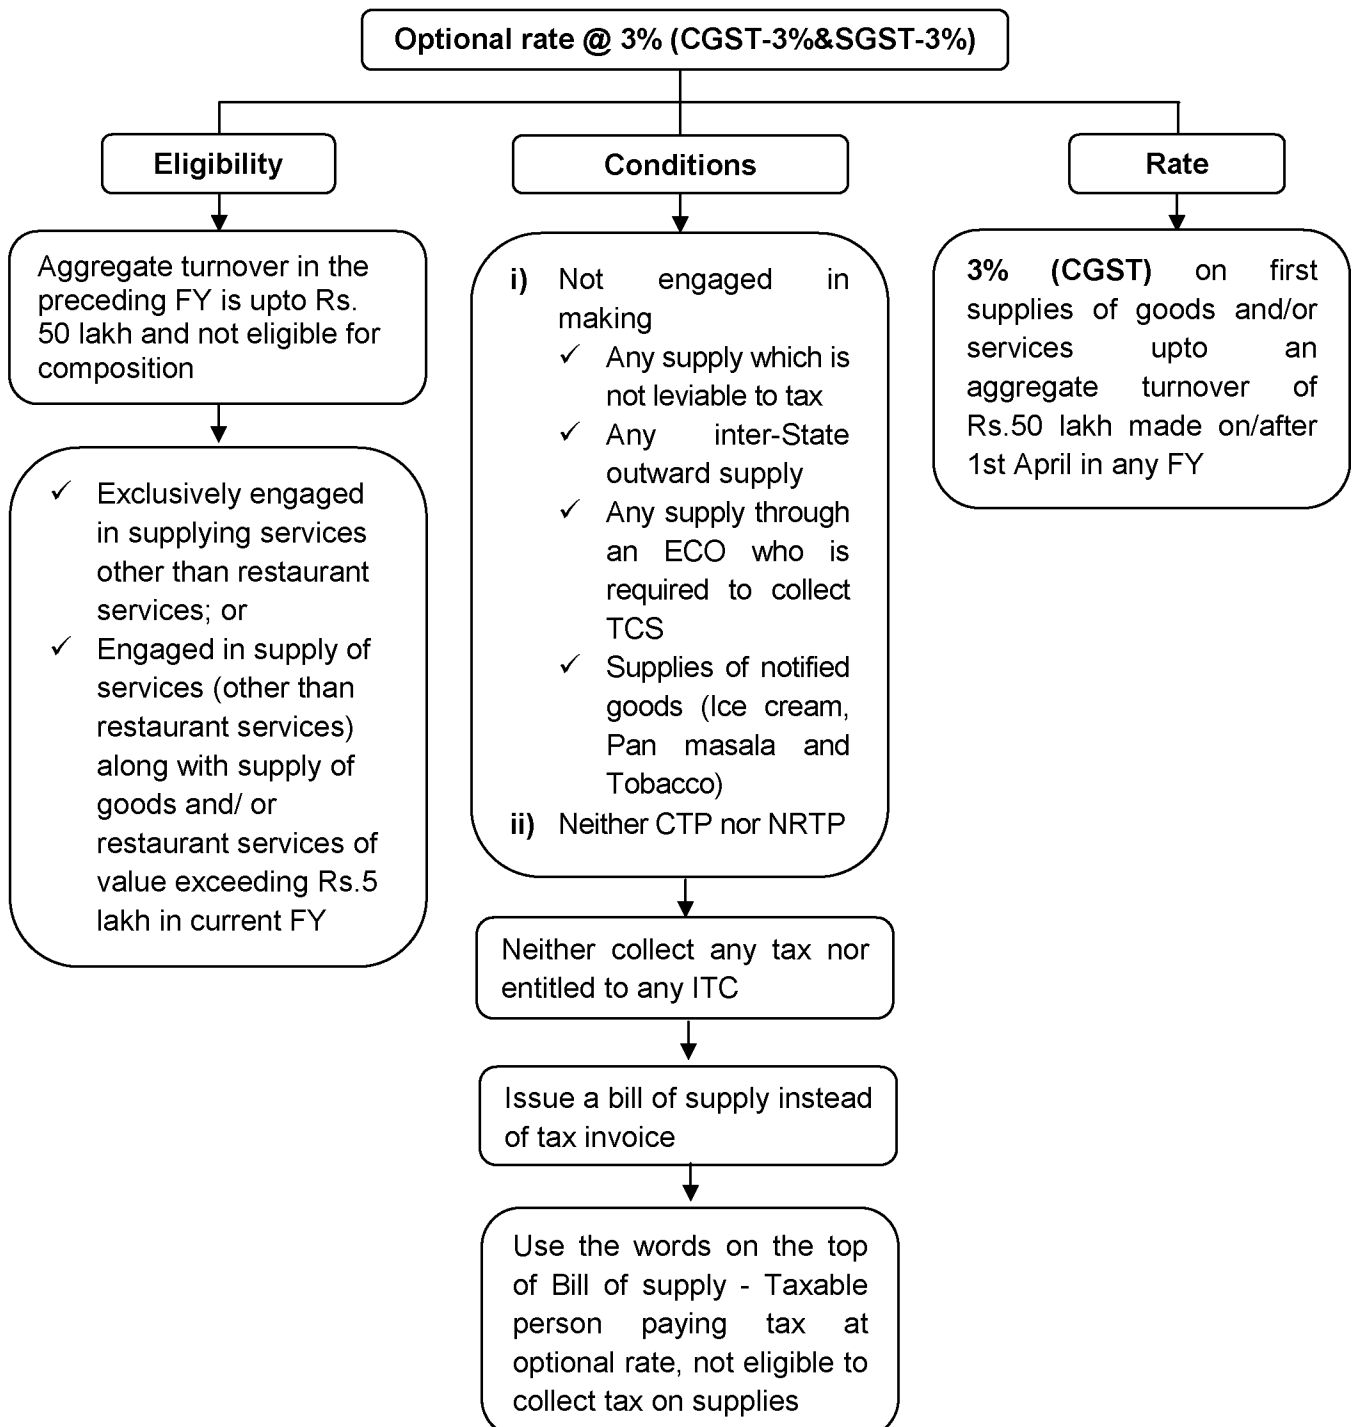 Optional rate @ 3% (CGST-3%&SGST-3%)
Eligibility
Aggregate turnover in the
preceding FY is upto Rs.
50 lakh and not eligible for
composition
✓ Exclusively engaged
in supplying services
other than restaurant
services; or
✓ Engaged in supply of
services (other than
restaurant services)
along with supply of
goods and/ or
restaurant services of
value exceeding Rs.5
lakh in current FY
Conditions
i) Not engaged in
making
✓ Any supply which is
not leviable to tax
✓ Any inter-State
outward supply
✓ Any supply through
an ECO who is
required to collect
TCS
✓ Supplies of notified
goods (Ice cream,
Pan masala and
Tobacco)
ii) Neither CTP nor NRTP
Neither collect any tax nor
entitled to any ITC
Issue a bill of supply instead
of tax invoice
Use the words on the top
of Bill of supply - Taxable
person paying tax at
optional rate, not eligible to
collect tax on supplies
Rate
3% (CGST) on first
supplies of goods and/or
services upto an
aggregate turnover of
Rs.50 lakh made on/after
1st April in any FY